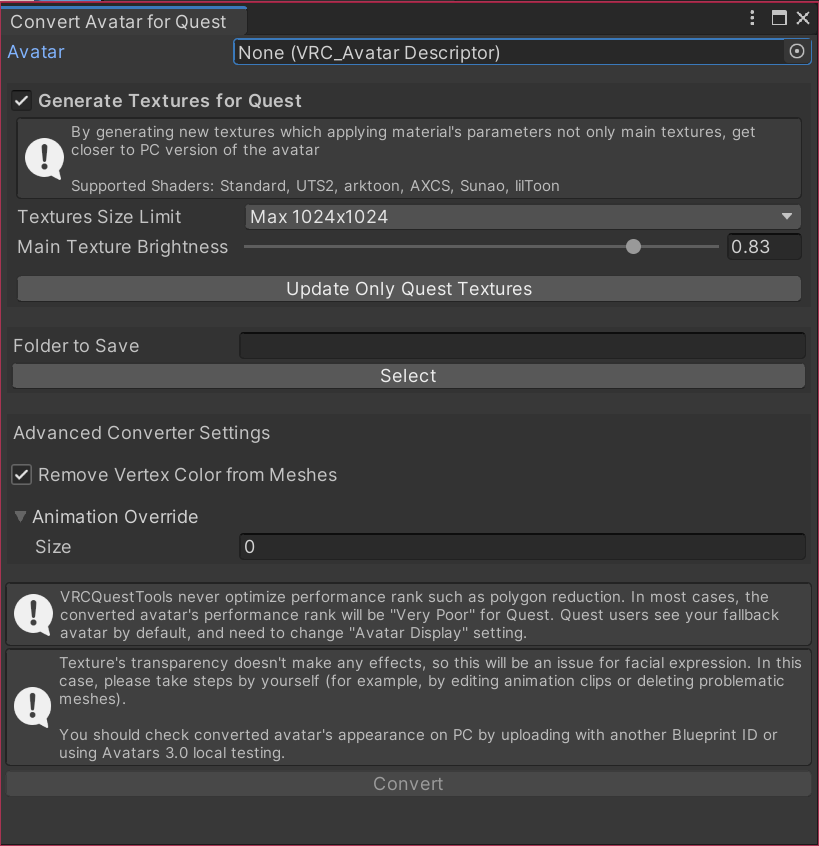 Convert Avatar for Quest
Avatar None (VRC_Avatar Descriptor)
Generate Textures for Quest
By generating new textures which applying material's parameters not only main textures, get
closer to PC version of the avatar
Supported Shaders: Standard, UTS2, arktoon, AXCS, Sunao, lilToon
Textures Size Limit Max 1024x1024
Main Texture Brightness 0.83
Update Only Quest Textures
Folder to Save
Select
Advanced Converter Settings
Remove Vertex Color from Meshes
Animation Override
Size 0
VRCQuestTools never optimize performance rank such as polygon reduction. In most cases, the
converted avatar's performance rank will be "Very Poor" for Quest. Quest users see your fallback
avatar by default, and need to change "Avatar Display" setting.
Texture's transparency doesn't make any effects, so this will be an issue for facial expression. In this
case, please take steps by yourself (for example, by editing animation clips or deleting problematic
meshes).
You should check converted avatar's appearance on PC by uploading with another Blueprint ID or
using Avatars 3.0 local testing.
Convert